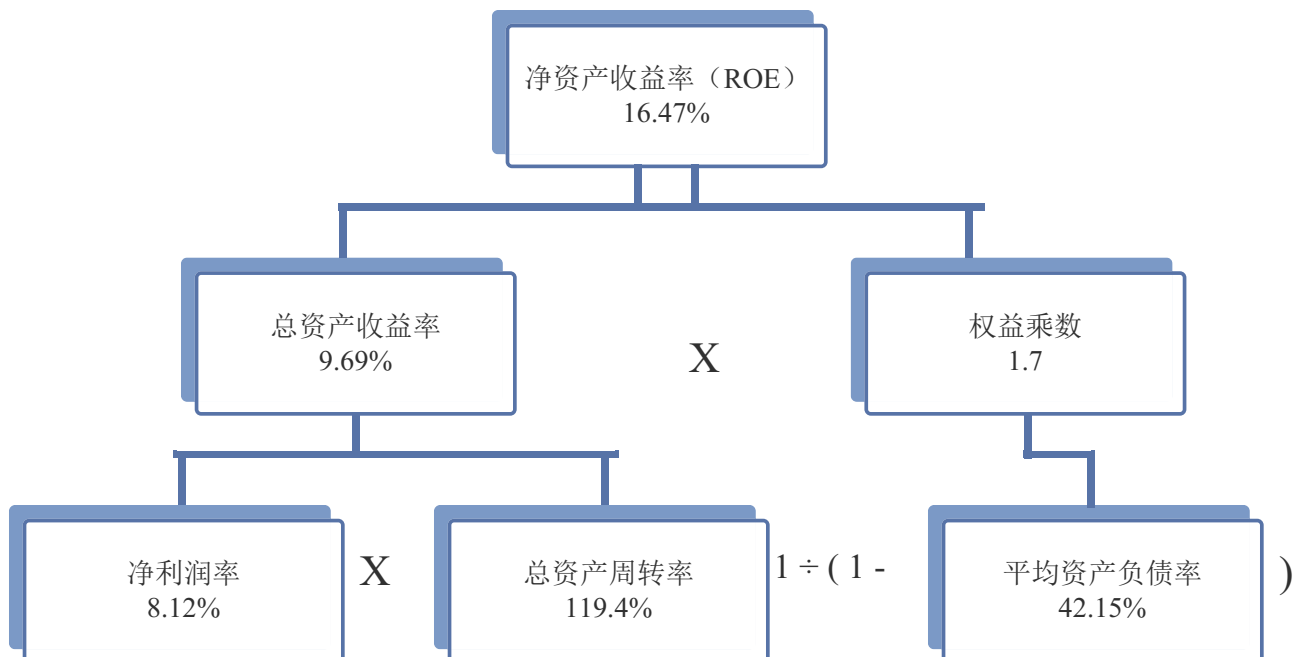 净资产收益率（ROE）
16.47%
总资产收益率
9.69%
X
权益乘数
1.7
净利润率
8.12%
X
总资产周转率
119.4%
1 ÷ ( 1 -
平均资产负债率
42.15%
)